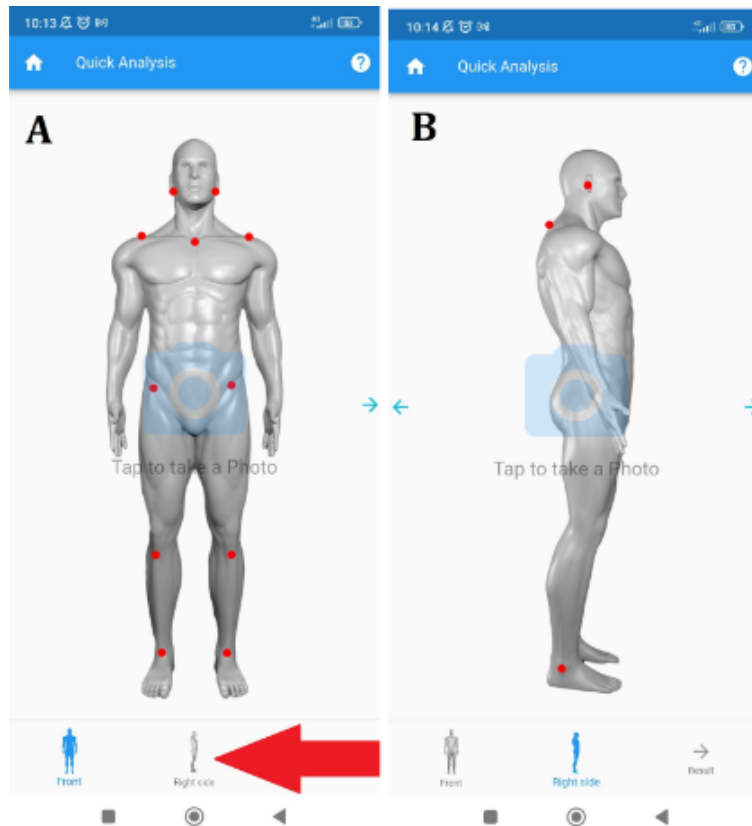 10:13
Quick Analysis
A
Tap to take a Photo
Front
Right side
10:14
Quick Analysis
B
Tap to take a Photo
Front
Right side
Result